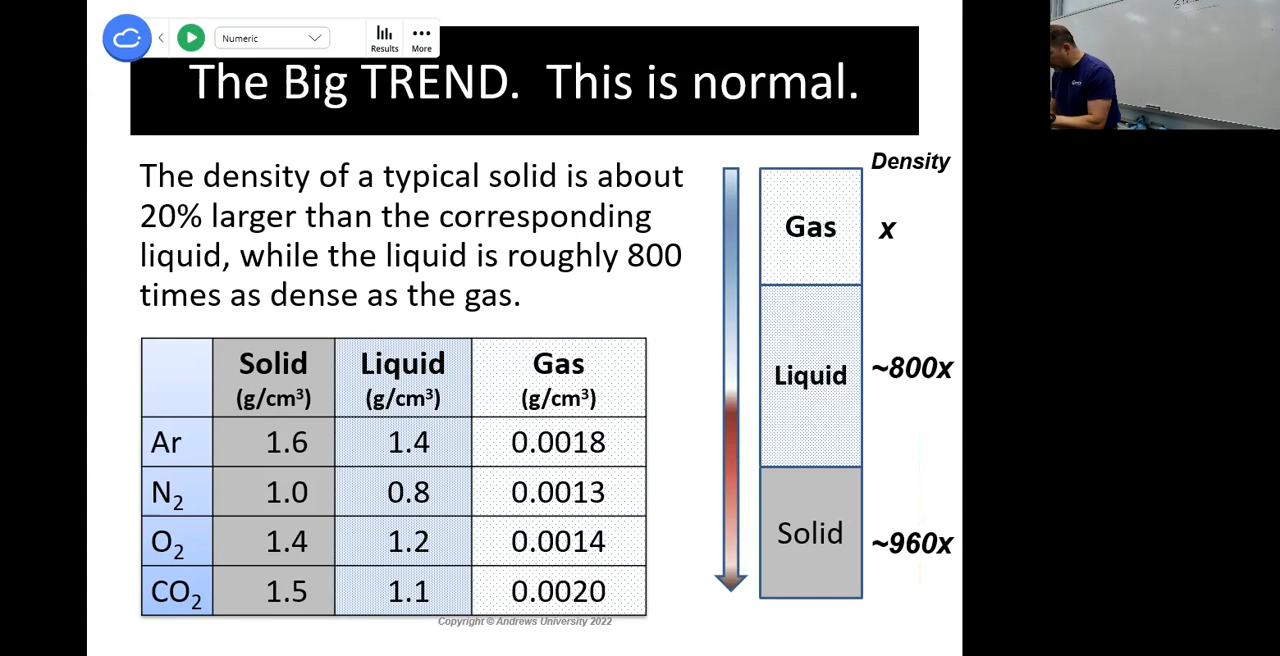 Numeric
Results
More
The Big TREND. This is normal.
The density of a typical solid is about
20% larger than the corresponding
liquid, while the liquid is roughly 800
times as dense as the gas.
Solid Liquid Gas
(g/cm³) (g/cm³) (g/cm³)
Ar 1.6 1.4 0.0018
N₂ 1.0 0.8 0.0013
O₂ 1.4 1.2 0.0014
CO₂ 1.5 1.1 0.0020
Copyright © Andrews University 2022
Density
Gas x
Liquid ~800x
Solid ~960x